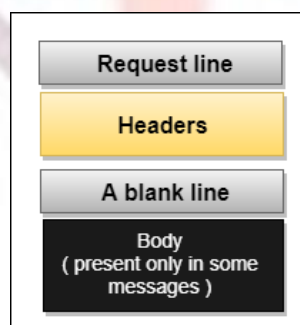 Request line
Headers
A blank line
Body
( present only in some
messages )